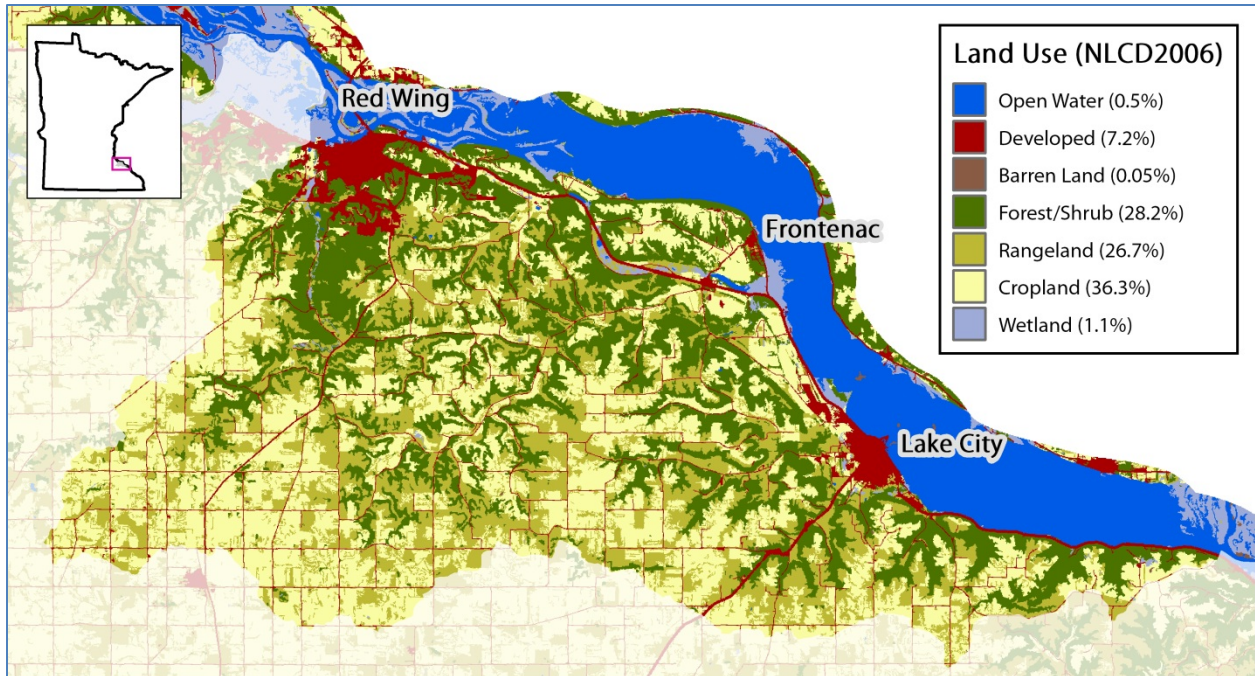 Land Use (NLCD2006)
Open Water (0.5%)
Developed (7.2%)
Barren Land (0.05%)
Forest/Shrub (28.2%)
Rangeland (26.7%)
Cropland (36.3%)
Wetland (1.1%)
Red Wing
Frontenac
Lake City